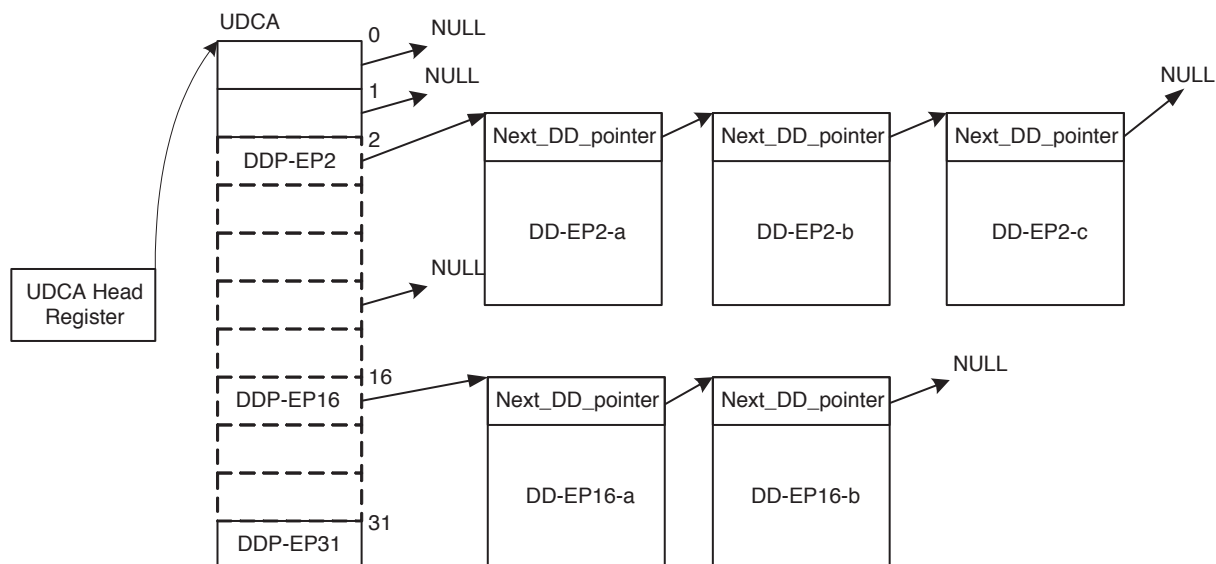 UDCA
0
NULL
1
NULL
NULL
2
DDP-EP2
Next_DD_pointer
Next_DD_pointer
Next_DD_pointer
DD-EP2-a
DD-EP2-b
DD-EP2-c
NULL
UDCA Head
Register
16
NULL
DDP-EP16
Next_DD_pointer
Next_DD_pointer
DD-EP16-a
DD-EP16-b
31
DDP-EP31